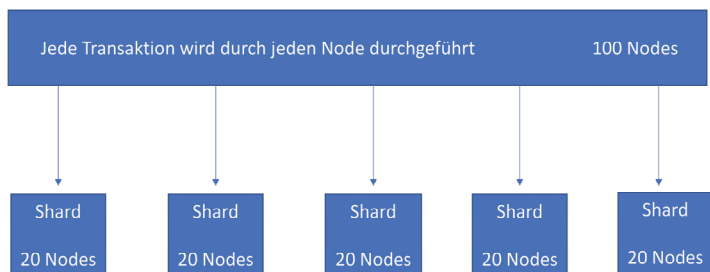 Jede Transaktion wird durch jeden Node durchgeführt 100 Nodes
Shard
20 Nodes
Shard
20 Nodes
Shard
20 Nodes
Shard
20 Nodes
Shard
20 Nodes